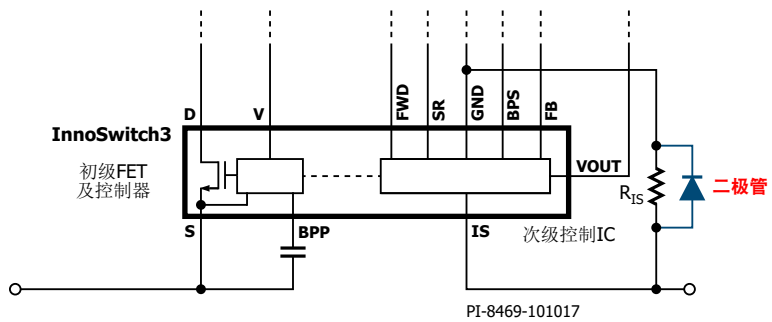 D
V
FWD
SR
GND
BPS
FB
InnoSwitch3
初级FET
及控制器
VOUT
RIS
二极管
S
BPP
IS
次级控制IC
PI-8469-101017